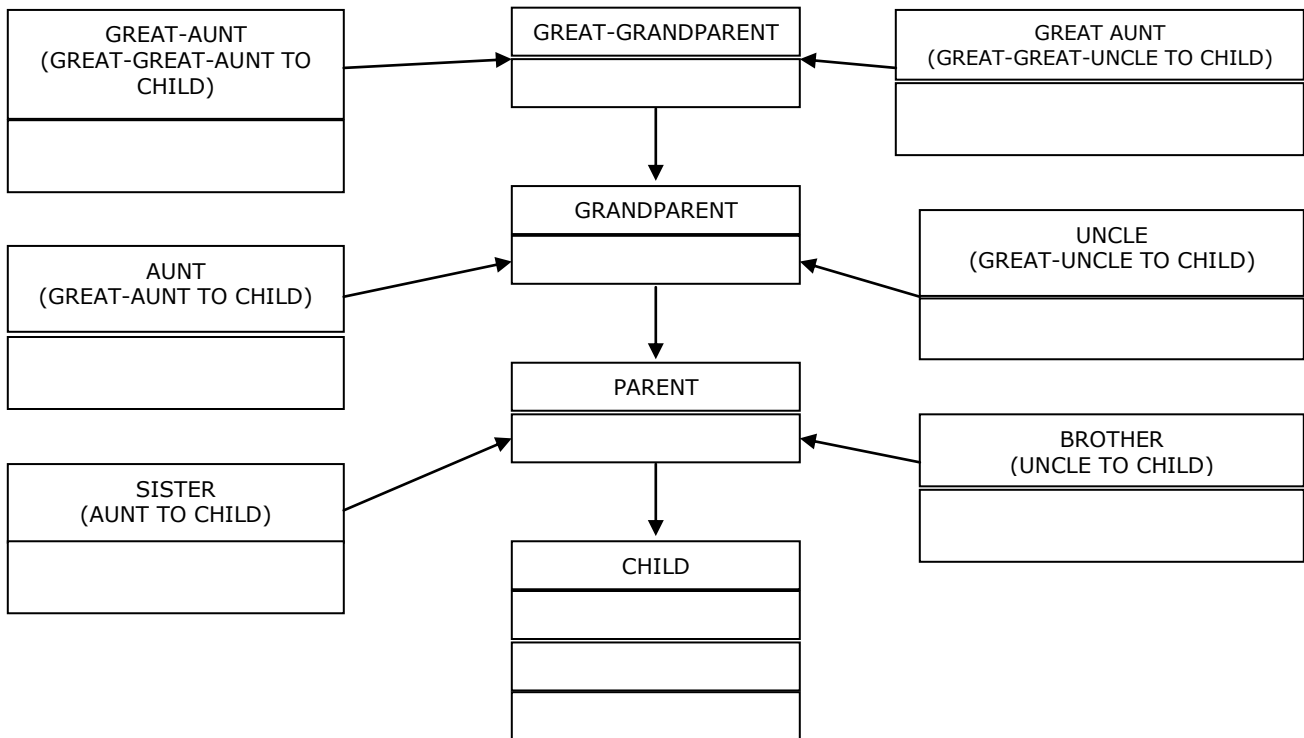 GREAT-AUNT
(GREAT-GREAT-AUNT TO
CHILD)
GREAT-GRANDPARENT
GREAT AUNT
(GREAT-GREAT-UNCLE TO CHILD)
GRANDPARENT
AUNT
(GREAT-AUNT TO CHILD)
UNCLE
(GREAT-UNCLE TO CHILD)
PARENT
SISTER
(AUNT TO CHILD)
BROTHER
(UNCLE TO CHILD)
CHILD